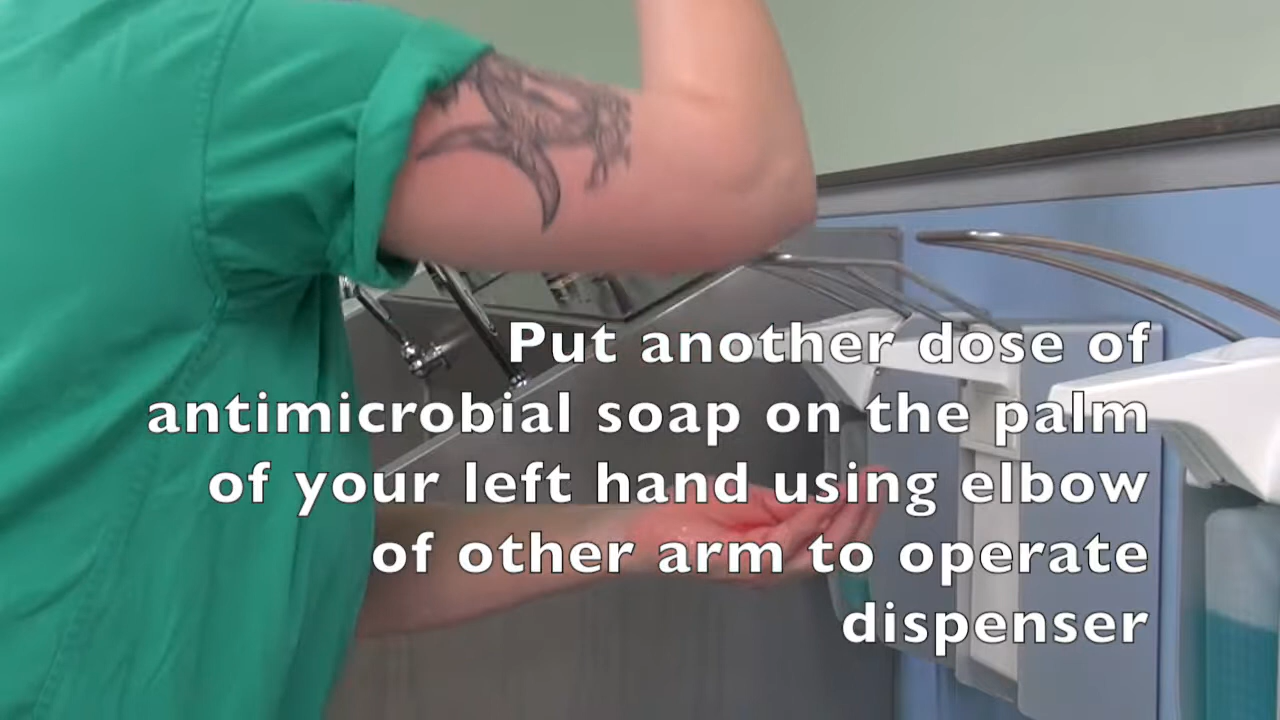 Put another dose of
antimicrobial soap on the palm
of your left hand using elbow
of other arm to operate
dispenser